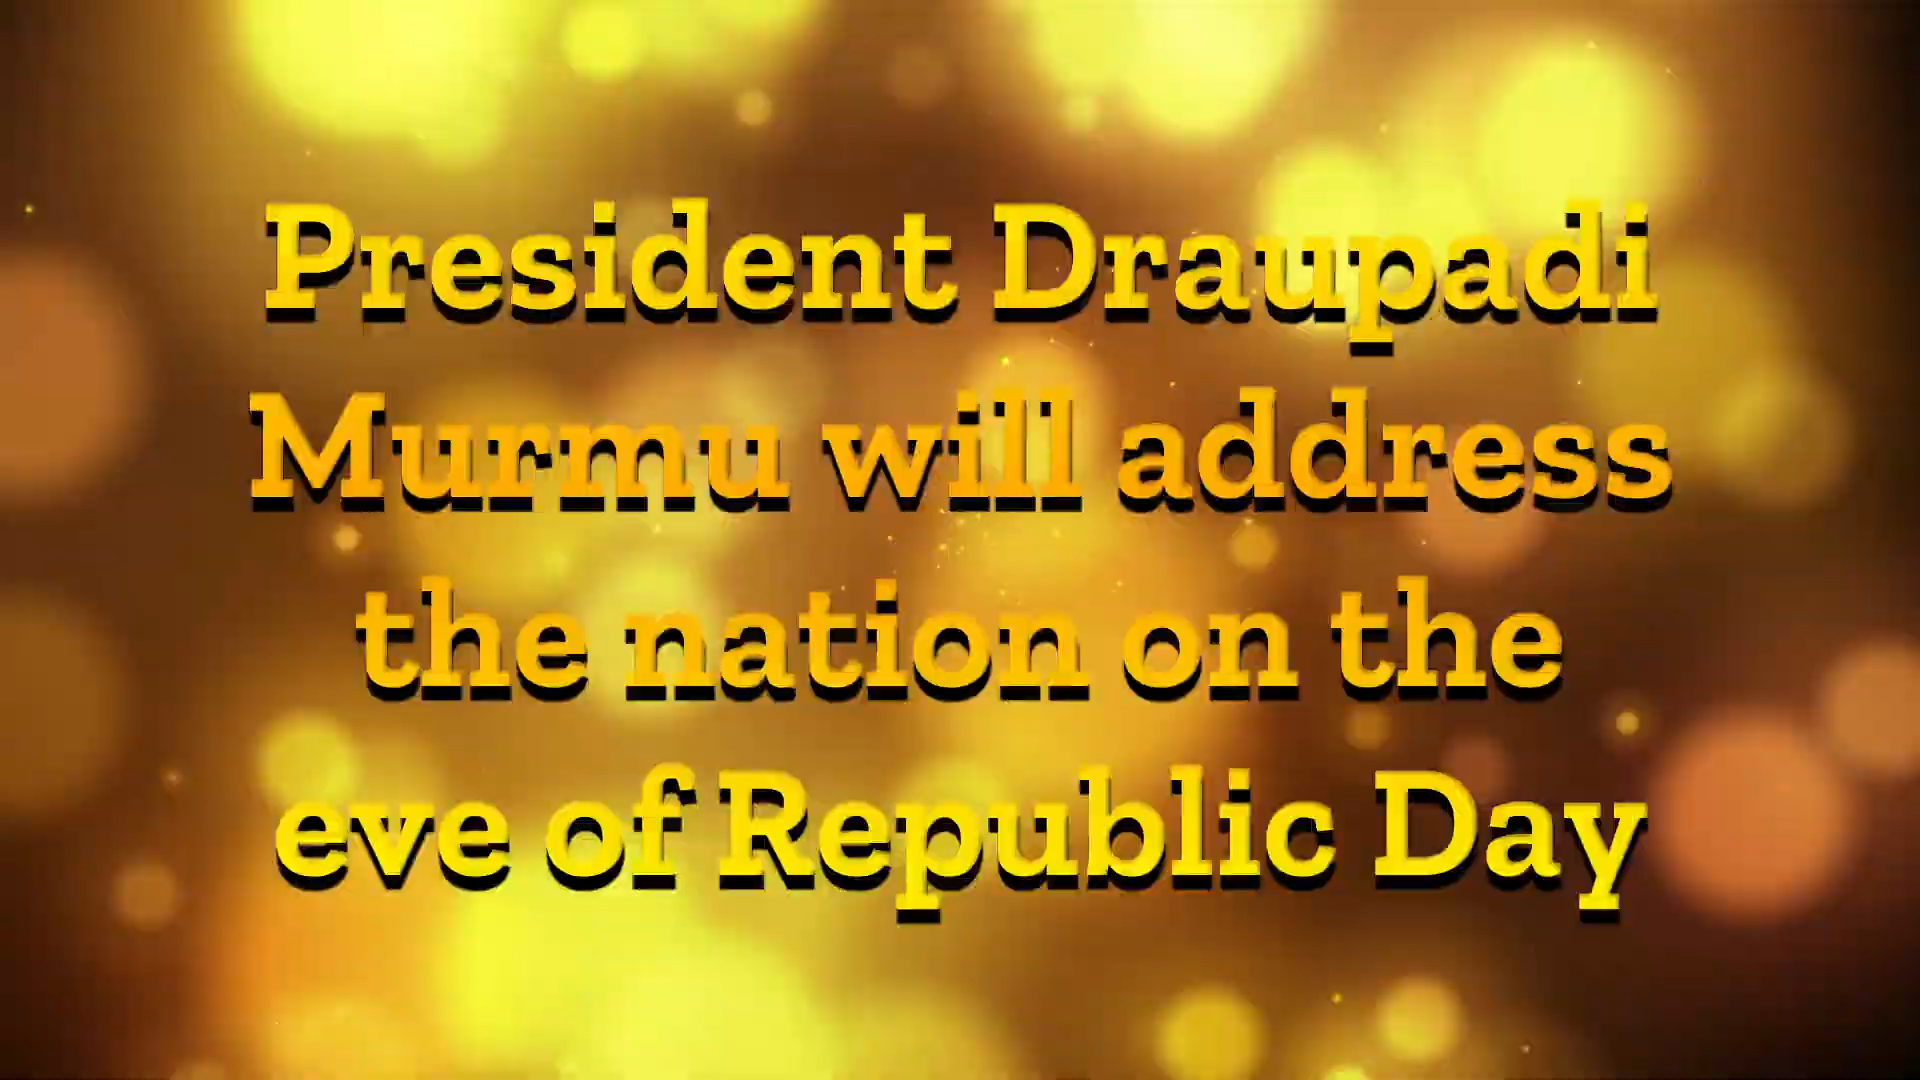 President Draupadi
Murmu will address
the nation on the
eve of Republic Day